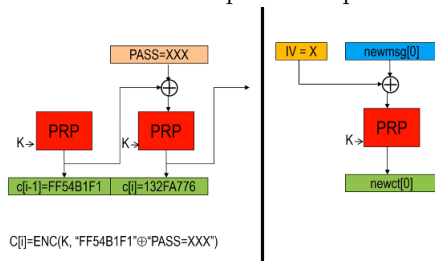 PASS=XXX
PRP
K
PRP
K
c[i-1]=FF54B1F1
c[i]=132FA776
C[i]=ENC(K, “FF54B1F1”⊕“PASS=XXX”)
IV = X
newmsg[0]
PRP
K
newct[0]